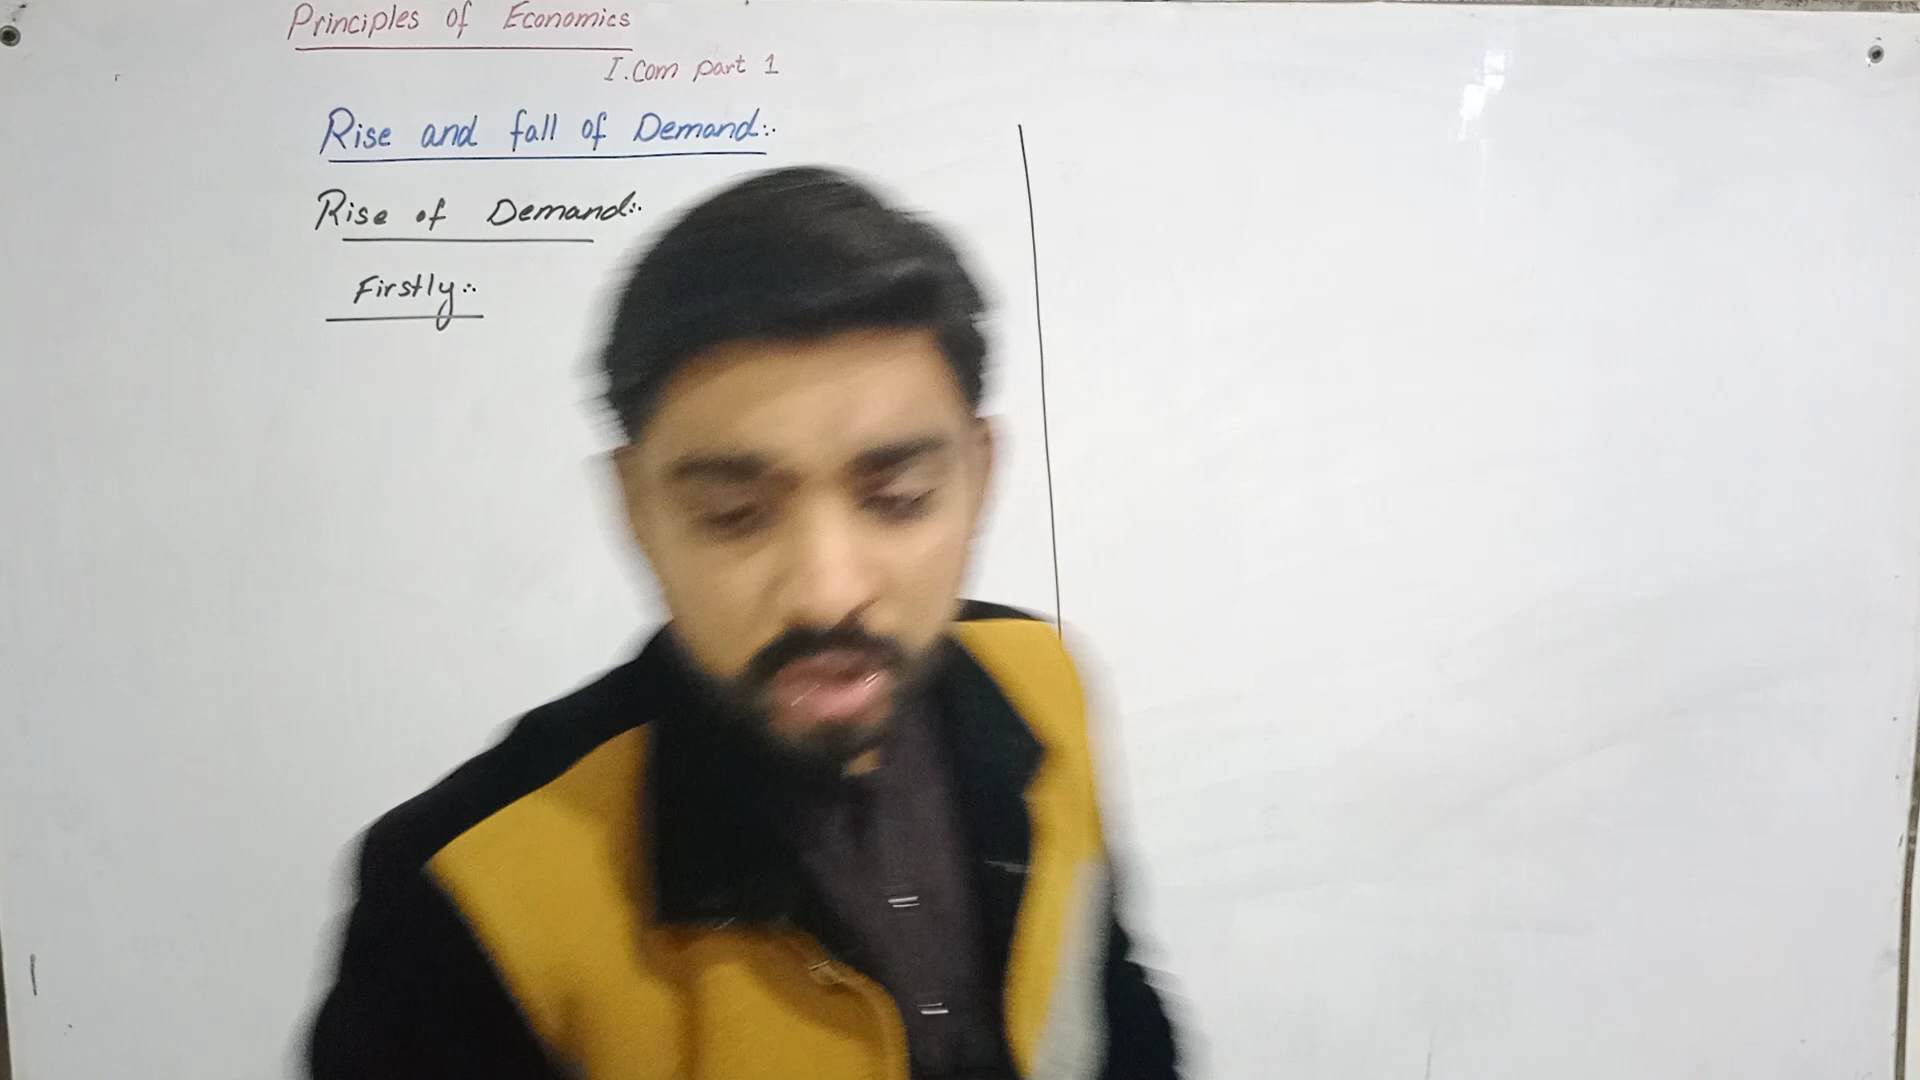 Principles of Economics
I.Com part 1
Rise and fall of Demand:.
Rise of Demand:.
Firstly:.